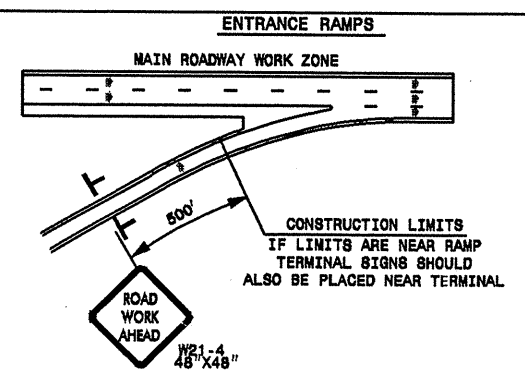 ENTRANCE RAMPS
MAIN ROADWAY WORK ZONE
500'
CONSTRUCTION LIMITS
IF LIMITS ARE NEAR RAMP
TERMINAL SIGNS SHOULD
ALSO BE PLACED NEAR TERMINAL
ROAD
WORK
AHEAD
W21-4
48"X48"